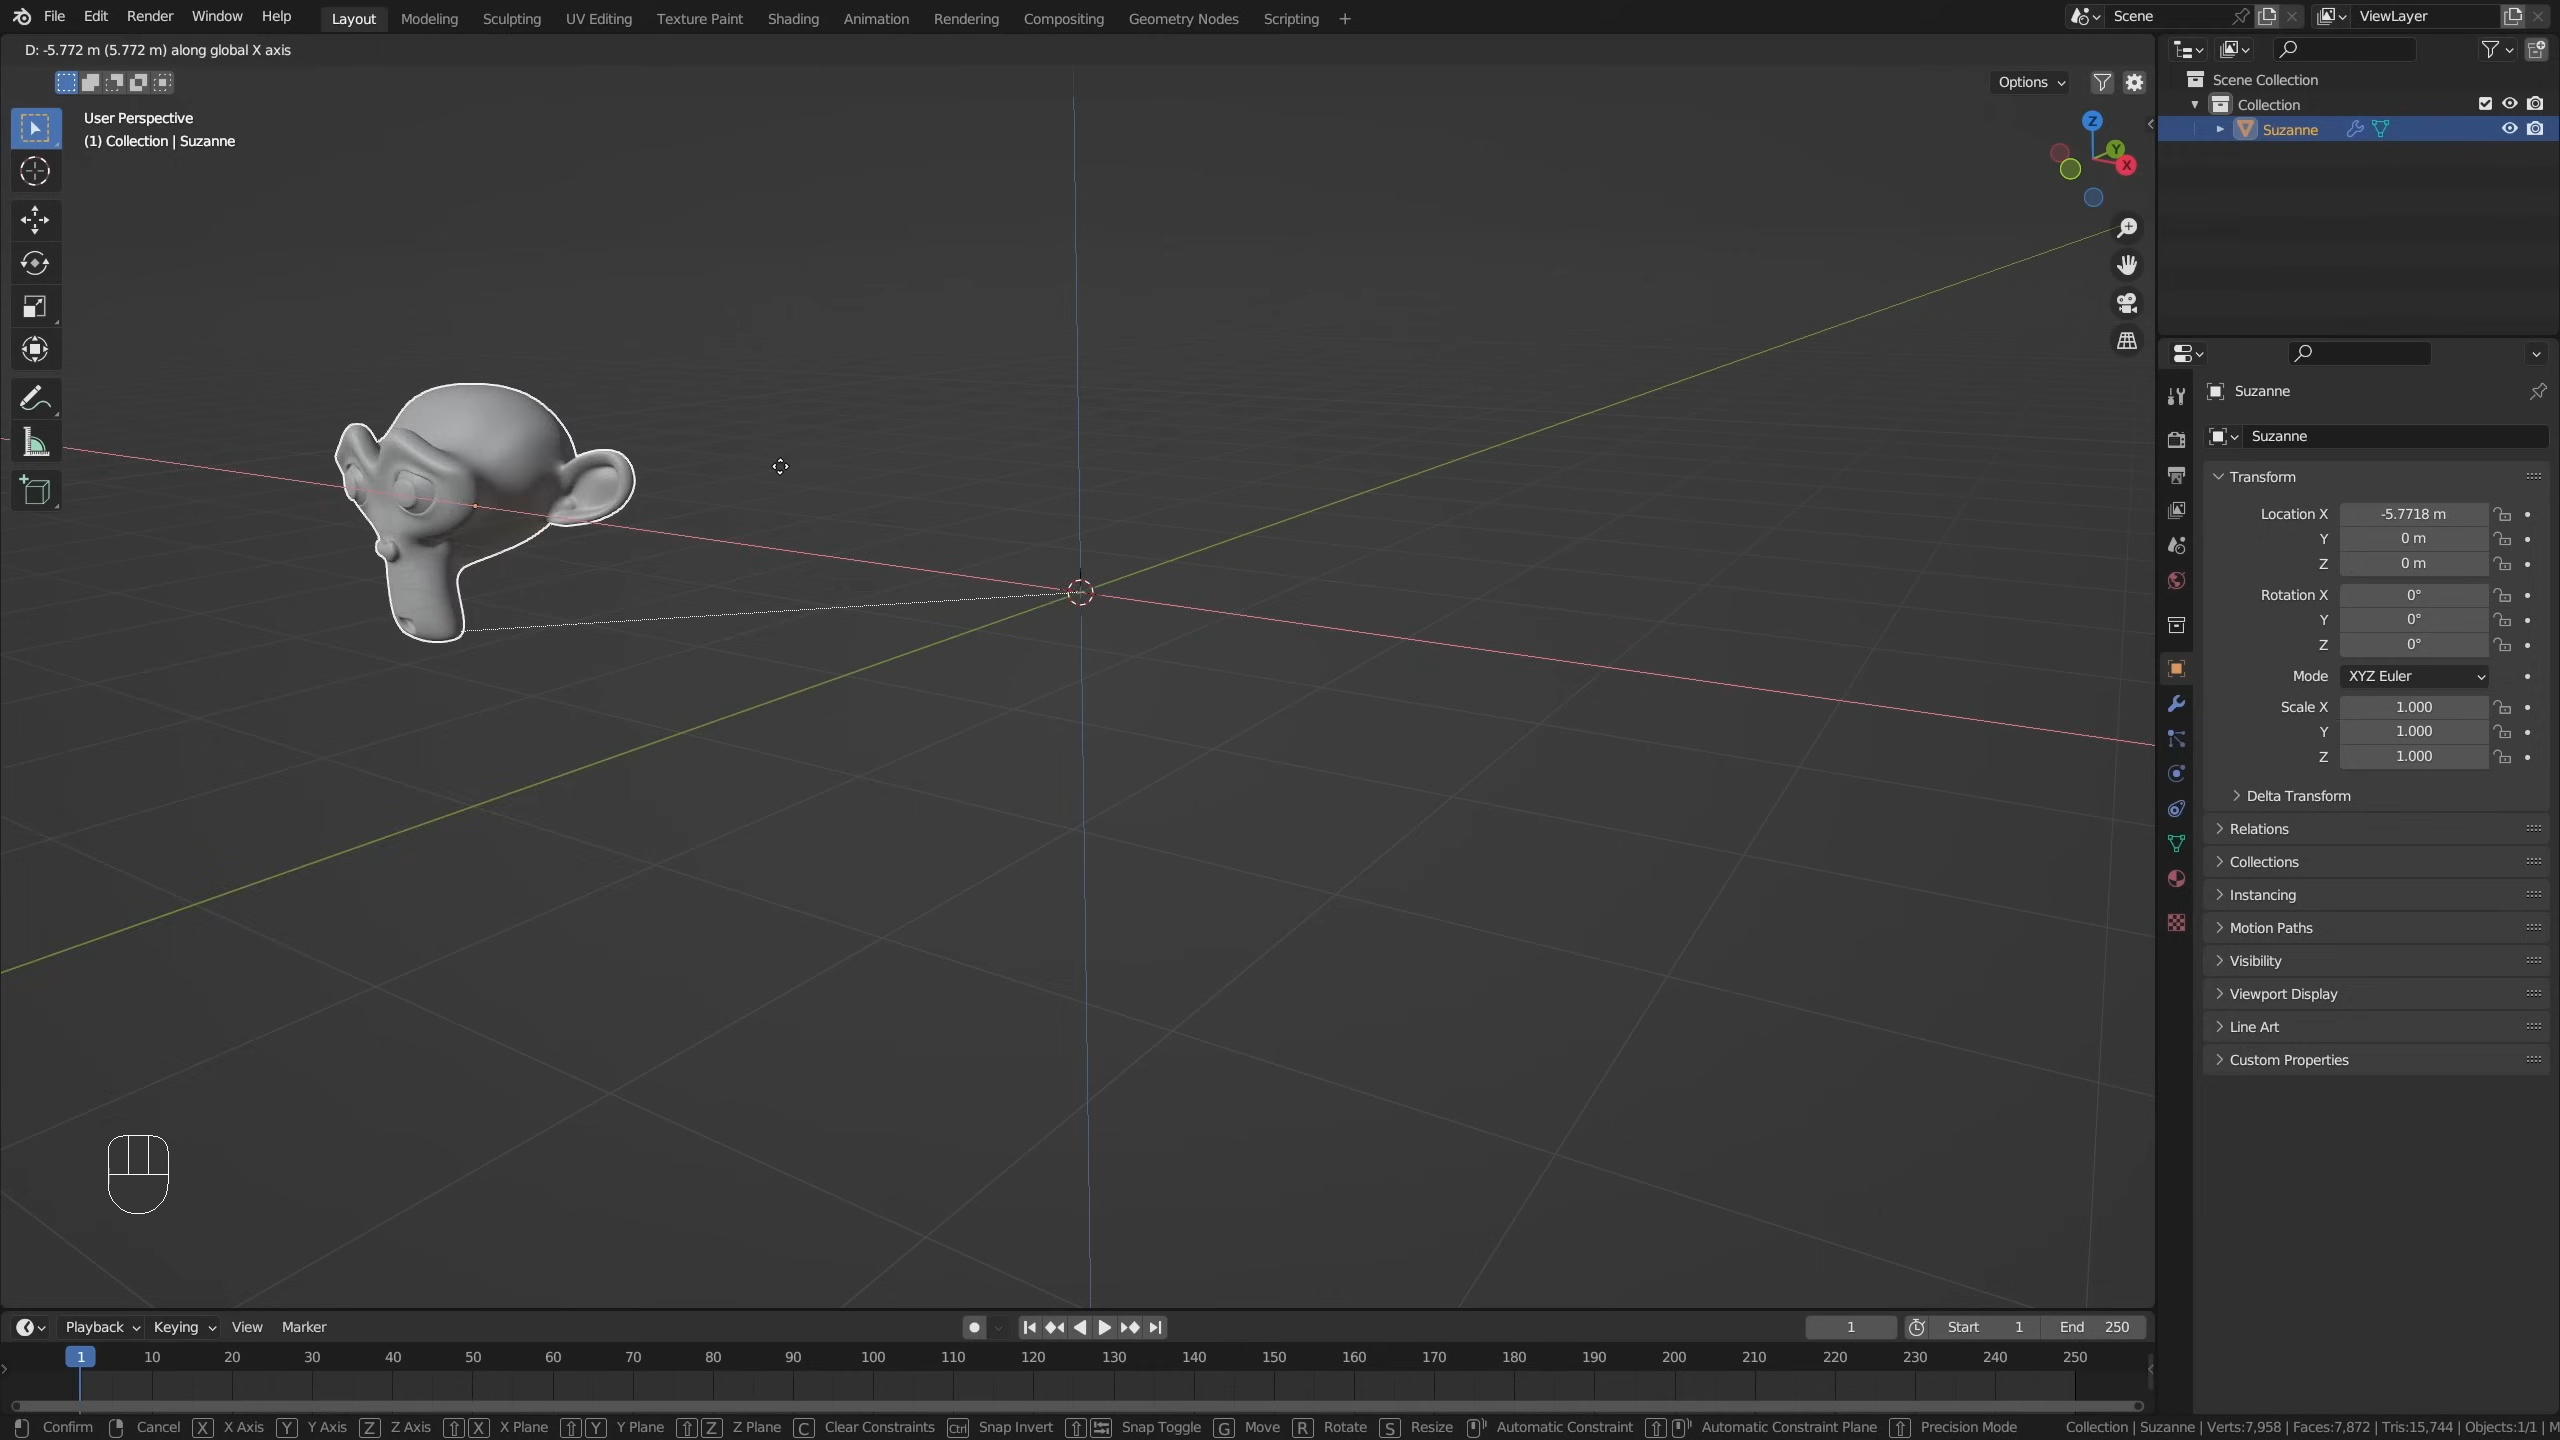 File Edit Render Window Help Layout Modeling Sculpting UV Editing Texture Paint Shading Animation Rendering Compositing Geometry Nodes Scripting + Scene ViewLayer
D: -5.772 m (5.772 m) along global X axis
Options
User Perspective
(1) Collection | Suzanne
Z
Y
X
Scene Collection
Collection
Suzanne
Suzanne
Suzanne
Transform
Location X -5.7718 m
Y 0 m
Z 0 m
Rotation X 0°
Y 0°
Z 0°
Mode XYZ Euler
Scale X 1.000
Y 1.000
Z 1.000
Delta Transform
Relations
Collections
Instancing
Motion Paths
Visibility
Viewport Display
Line Art
Custom Properties
Playback Keying View Marker 1 Start 1 End 250
1 10 20 30 40 50 60 70 80 90 100 110 120 130 140 150 160 170 180 190 200 210 220 230 240 250
Confirm Cancel X X Axis Y Y Axis Z Z Axis X X Plane Y Y Plane Z Z Plane C Clear Constraints Ctrl Snap Invert Snap Toggle G Move R Rotate S Resize Automatic Constraint Automatic Constraint Plane Precision Mode Collection | Suzanne | Verts:7,958 | Faces:7,872 | Tris:15,744 | Objects:1/1 | M